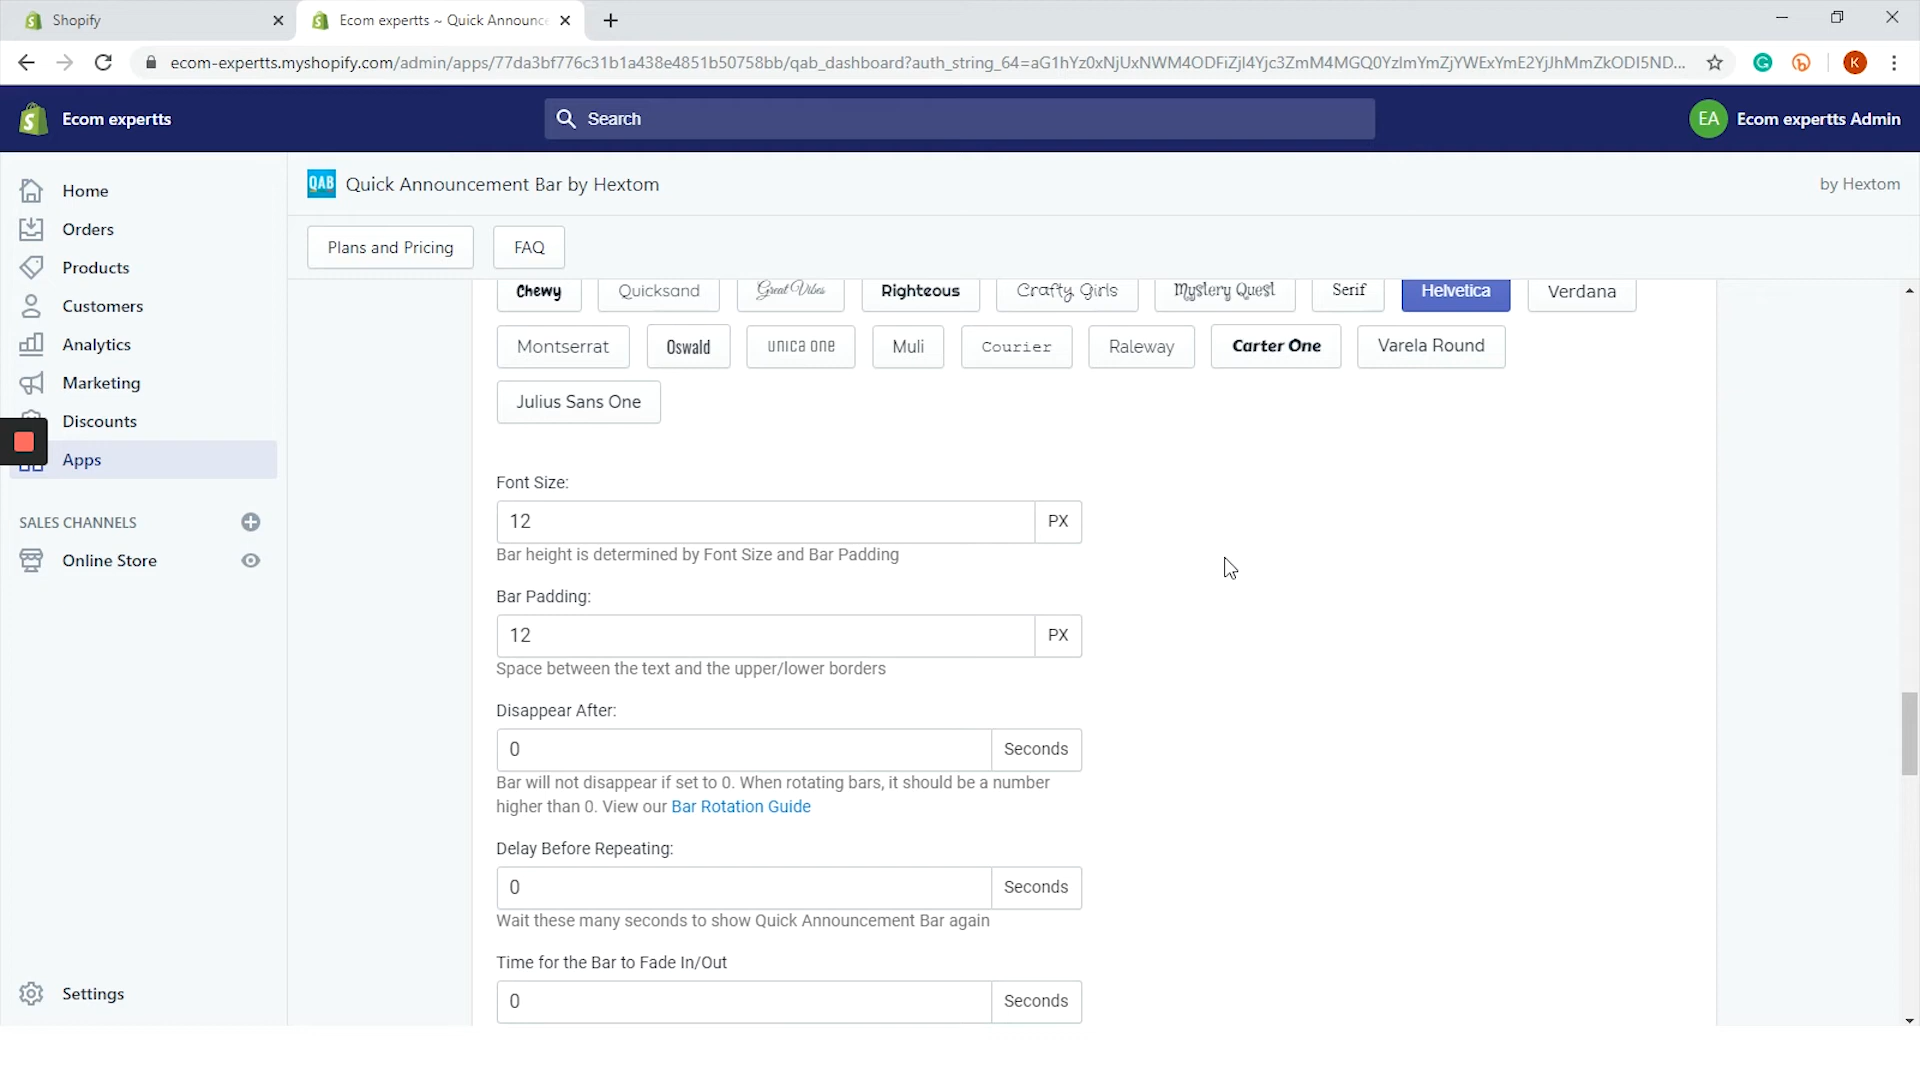 Shopify
Ecom expertts ~ Quick Announce
ecom-expertts.myshopify.com/admin/apps/77da3bf776c31b1a438e4851b50758bb/qab_dashboard?auth_string_64=aG1hYz0xNjUxNWM4ODFiZjI4Yjc3ZmM4MGQ0YzlmYmZjYWExYmE2YjJhMmZkODI5ND...
K
Ecom expertts
Search
EA
Ecom expertts Admin
Home
Orders
Products
Customers
Analytics
Marketing
Discounts
Apps
SALES CHANNELS
Online Store
Settings
QAB
Quick Announcement Bar by Hextom
by Hextom
Plans and Pricing
FAQ
Chewy Quicksand Great Vibes Righteous Crafty Girls Mystery Quest Serif Helvetica Verdana
Montserrat Oswald Unica One Muli Courier Raleway Carter One Varela Round
Julius Sans One
Font Size:
12 PX
Bar height is determined by Font Size and Bar Padding
Bar Padding:
12 PX
Space between the text and the upper/lower borders
Disappear After:
0 Seconds
Bar will not disappear if set to 0. When rotating bars, it should be a number
higher than 0. View our Bar Rotation Guide
Delay Before Repeating:
0 Seconds
Wait these many seconds to show Quick Announcement Bar again
Time for the Bar to Fade In/Out
0 Seconds